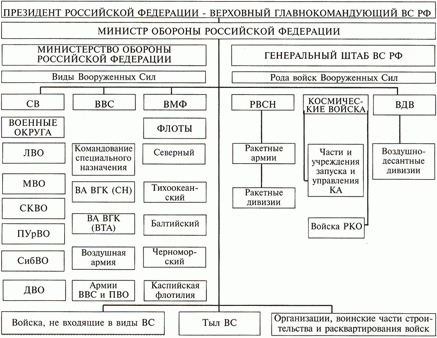 ПРЕЗИДЕНТ РОССИЙСКОЙ ФЕДЕРАЦИИ - ВЕРХОВНЫЙ ГЛАВНОКОМАНДУЮЩИЙ ВС РФ
МИНИСТР ОБОРОНЫ РОССИЙСКОЙ ФЕДЕРАЦИИ
МИНИСТЕРСТВО ОБОРОНЫ
РОССИЙСКОЙ ФЕДЕРАЦИИ
ГЕНЕРАЛЬНЫЙ ШТАБ ВС РФ
Виды Вооруженных Сил
Рода войск Вооруженных Сил
СВ
ВВС
ВМФ
РВСН
КОСМИЧЕС-
КИЕ ВОЙСКА
ВДВ
ВОЕННЫЕ
ОКРУГА
ЛВО
МВО
СКВО
ПУрВО
СибВО
ДВО
Командование
специального
назначения
ВА ВГК (СН)
ВА ВГК
(ВТА)
Воздушная
армия
Армии
ВВС и ПВО
ФЛОТЫ
Северный
Тихоокеан-
ский
Балтийский
Черномор-
ский
Каспийская
флотилия
Ракетные
армии
Ракетные
дивизии
Части и
учреждения
запуска и
управления
КА
Войска РКО
Воздушно-
десантные
дивизии
Войска, не входящие в виды ВС
Тыл ВС
Организации, воинские части строи-
тельства и расквартирования войск